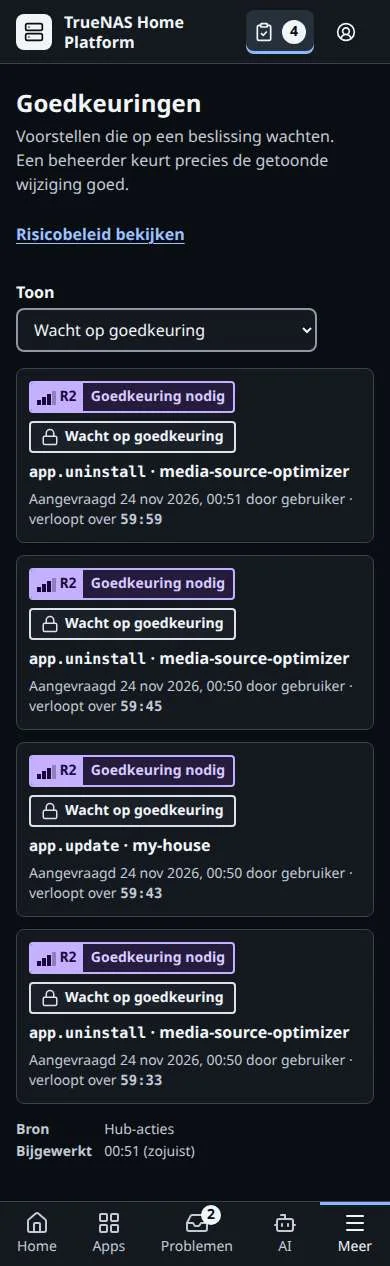 TrueNAS Home
Platform
4
Goedkeuringen
Voorstellen die op een beslissing wachten.
Een beheerder keurt precies de getoonde
wijziging goed.
Risicobeleid bekijken
Toon
Wacht op goedkeuring
R2 Goedkeuring nodig
Wacht op goedkeuring
app.uninstall · media-source-optimizer
Aangevraagd 24 nov 2026, 00:51 door gebruiker ·
verloopt over 59:59
R2 Goedkeuring nodig
Wacht op goedkeuring
app.uninstall · media-source-optimizer
Aangevraagd 24 nov 2026, 00:50 door gebruiker ·
verloopt over 59:45
R2 Goedkeuring nodig
Wacht op goedkeuring
app.update · my-house
Aangevraagd 24 nov 2026, 00:50 door gebruiker ·
verloopt over 59:43
R2 Goedkeuring nodig
Wacht op goedkeuring
app.uninstall · media-source-optimizer
Aangevraagd 24 nov 2026, 00:50 door gebruiker ·
verloopt over 59:33
Bron Hub-acties
Bijgewerkt 00:51 (zojuist)
2
Home Apps Problemen AI Meer